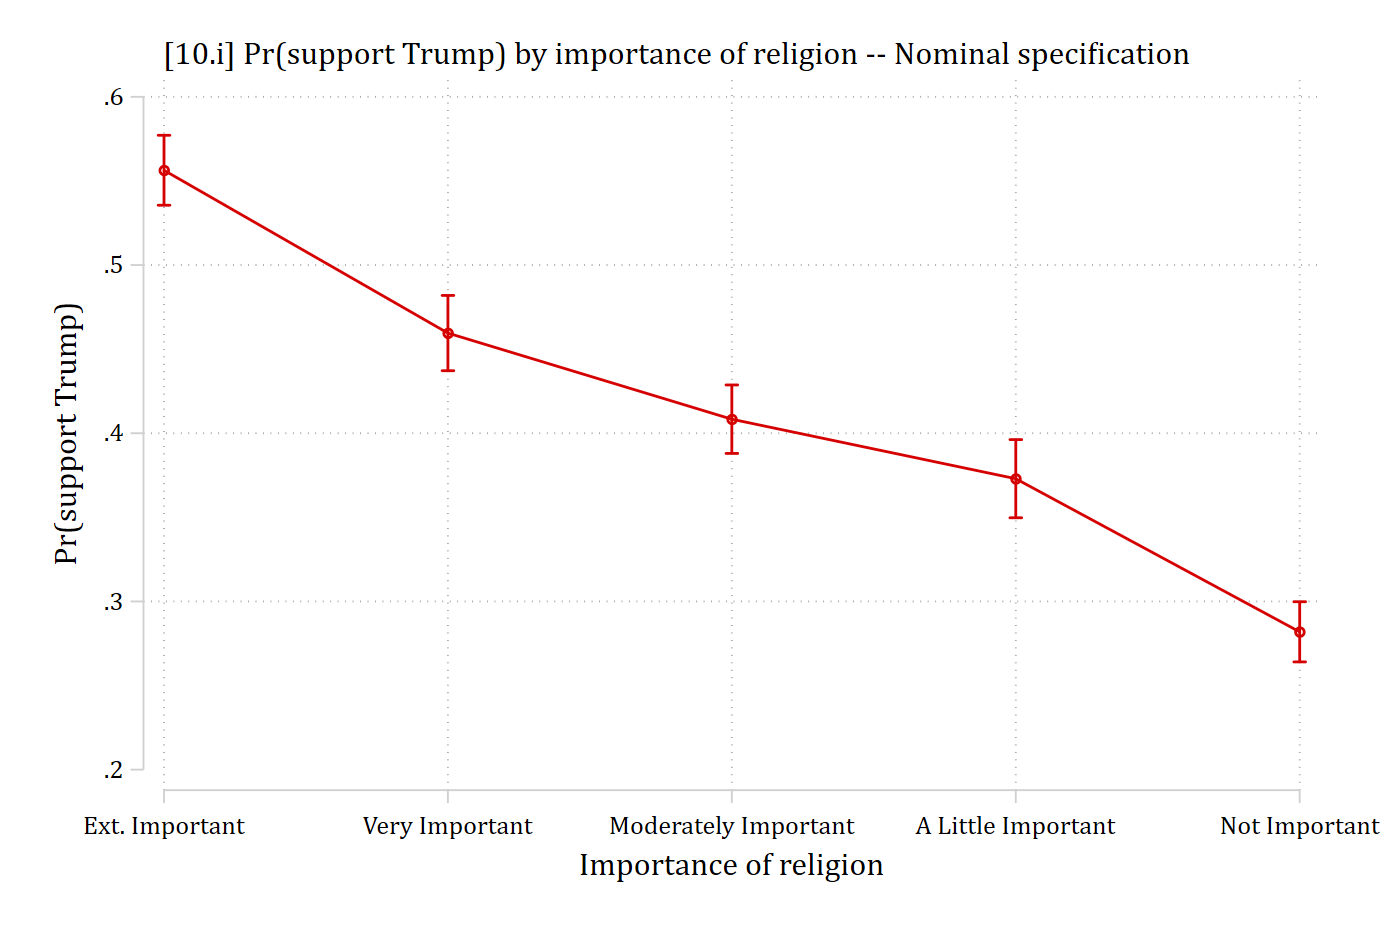 [10.i] Pr(support Trump) by importance of religion -- Nominal specification
.6
.5
.4
.3
.2
Pr(support Trump)
Ext. Important
Very Important
Moderately Important
A Little Important
Not Important
Importance of religion